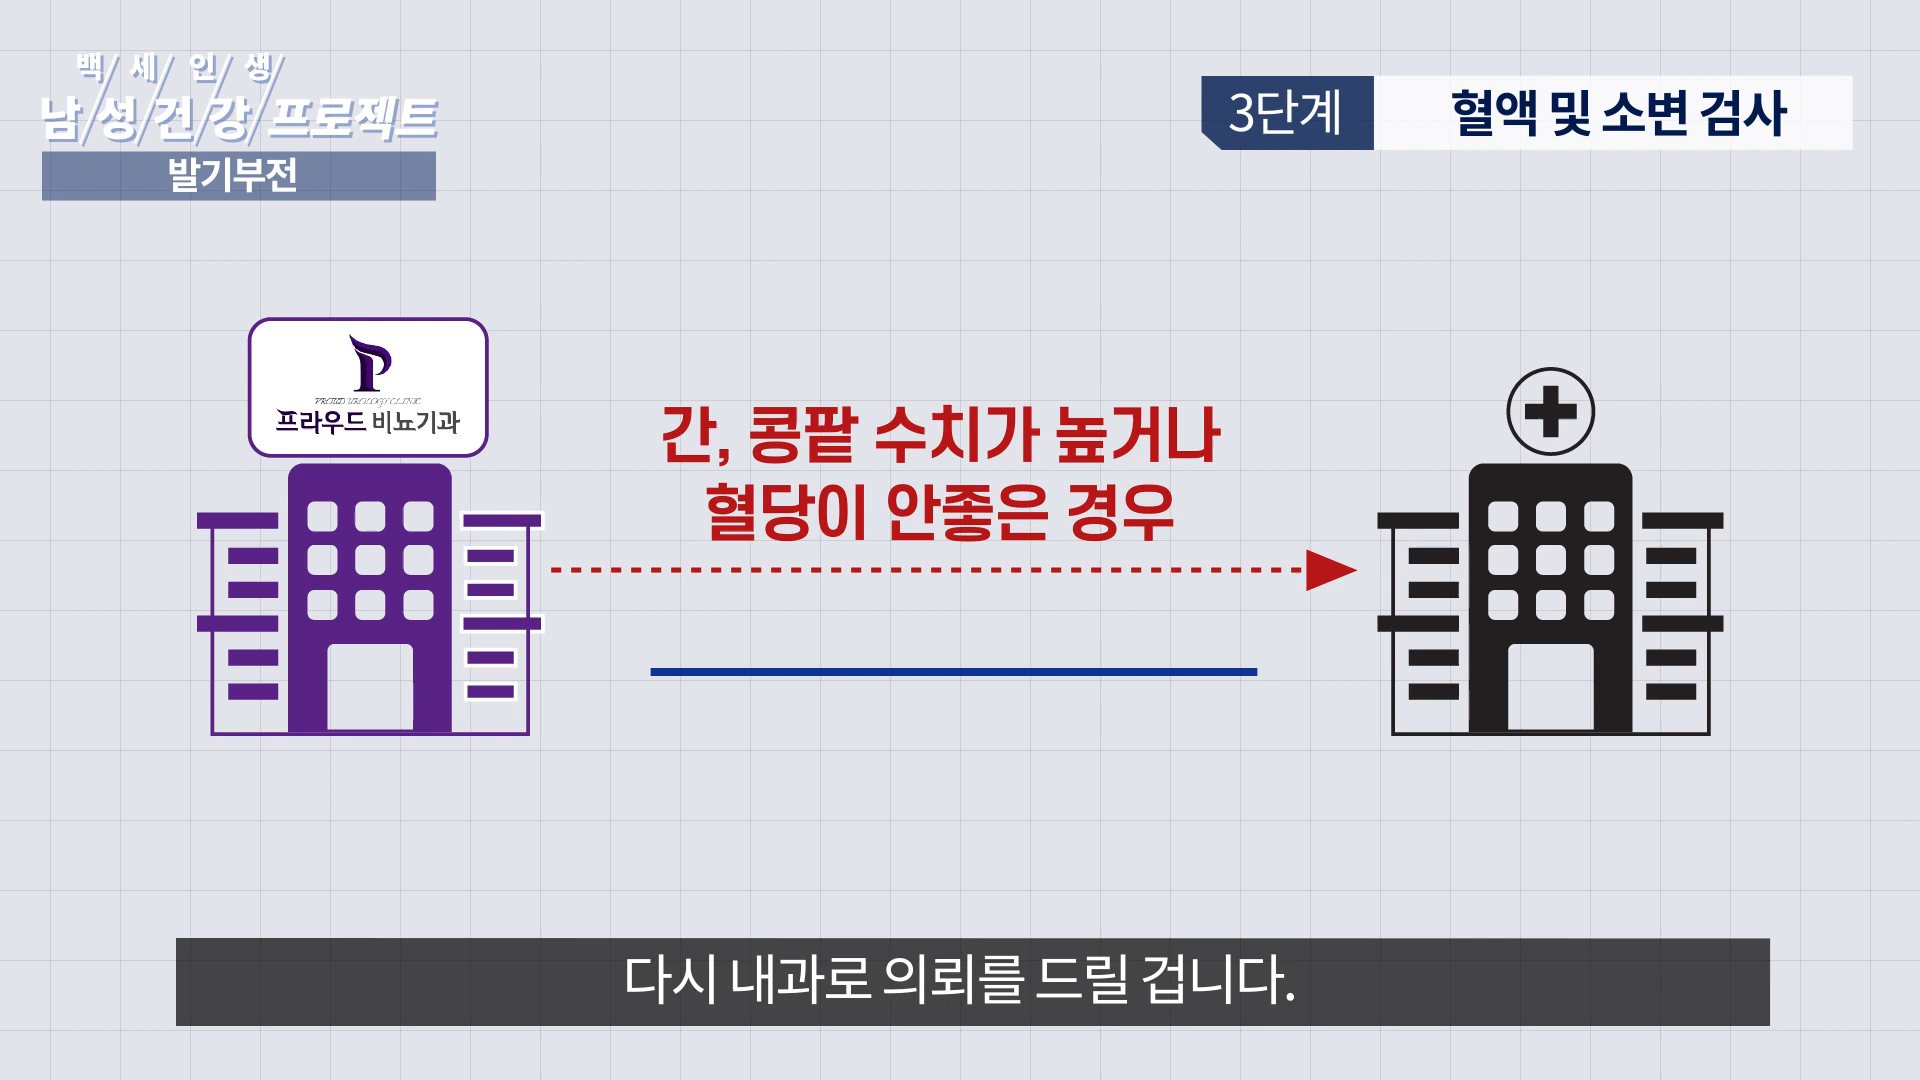 백 세 인 생
남 성 건 강 프로젝트
발기부전
3단계
혈액 및 소변 검사
P
PROUD UROLOGY CLINIC
프라우드 비뇨기과
간, 콩팥 수치가 높거나
혈당이 안좋은 경우
다시 내과로 의뢰를 드릴 겁니다.